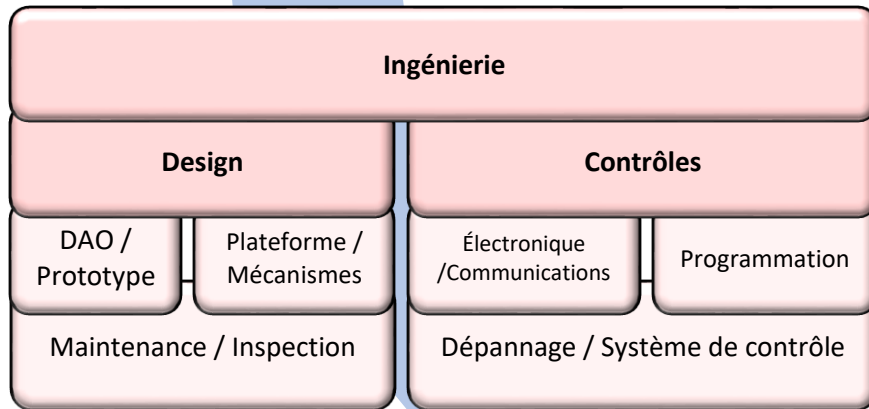 Ingénierie
Design
Contrôles
DAO /
Prototype
Plateforme /
Mécanismes
Électronique
/Communications
Programmation
Maintenance / Inspection
Dépannage / Système de contrôle